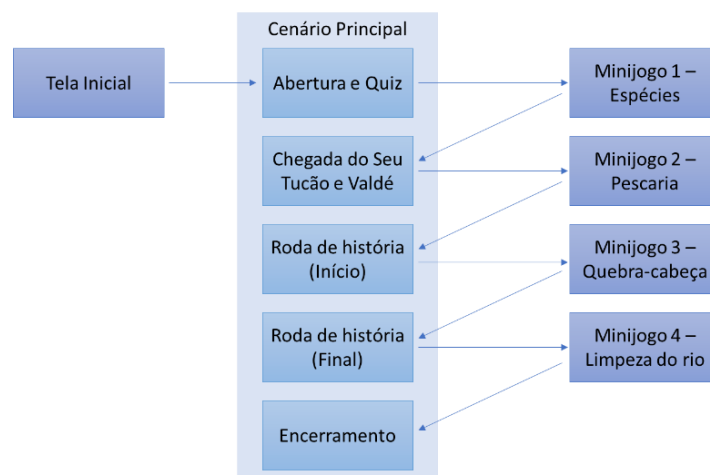 Cenário Principal
Tela Inicial
Abertura e Quiz
Minijogo 1 –
Espécies
Chegada do Seu
Tucão e Valdé
Minijogo 2 –
Pescaria
Roda de história
(Início)
Minijogo 3 –
Quebra-cabeça
Roda de história
(Final)
Minijogo 4 –
Limpeza do rio
Encerramento